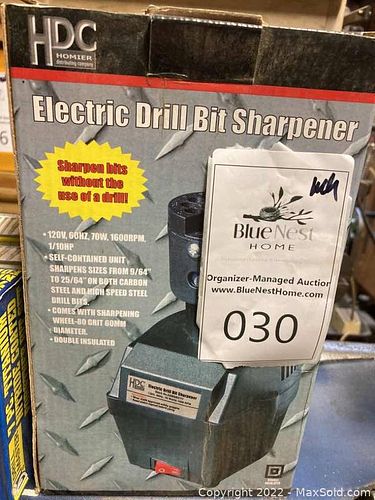 HDC
HOMIER
distributing company
Electric Drill Bit Sharpener
Sharpen bits
without the
use of a drill!
• 120V, 60HZ, 70W, 1600RPM,
1/10HP
• SELF-CONTAINED UNIT
SHARPENS SIZES FROM 9/64"
TO 25/64" ON BOTH CARBON
STEEL AND HIGH SPEED STEEL
DRILL BITS.
• COMES WITH SHARPENING
WHEEL-80 GRIT 60MM
DIAMETER.
• DOUBLE INSULATED
BLUE NEST
HOME
Organizer-Managed Auction
www.BlueNestHome.com
030
HDC
Electric Drill Bit Sharpener
Copyright © 2022 - MaxSold.com